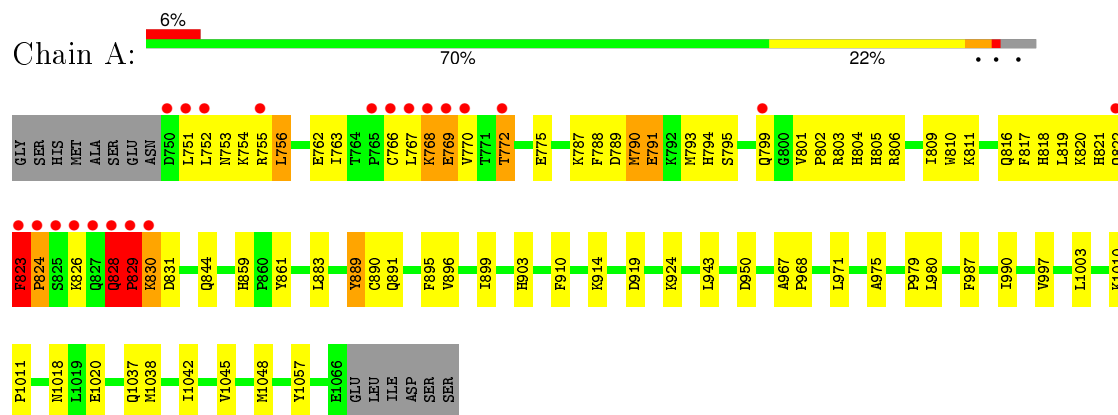 6%
Chain A:
70% 22% • • •
GLY SER HIS MET ALA SER GLU ASN D750 L751 L752 N753 K754 R755 L756 E762 I763 T764 P765 C766 L767 K768 E769 V770 T771 T772 E775 K787 F788 D789 M790 E791 K792 M793 H794 S795 Q799 G800 V801 P802 R803 H804 H805 R806 I809 W810 K811 Q816 F817 H818 L819 K820 H821
F823 P824 S825 K826 Q827 Q828 P829 K830 D831 Q844 H859 P860 Y861 L883 Y889 C890 Q891 F895 V896 I899 H903 F910 K914 D919 K924 L943 D950 A967 P968 L971 A975 P979 L980 F987 I990 V997 L1003 K1010
P1011 N1018 L1019 E1020 Q1037 M1038 I1042 V1045 M1048 Y1057 E1066 GLU LEU ILE ASP SER SER